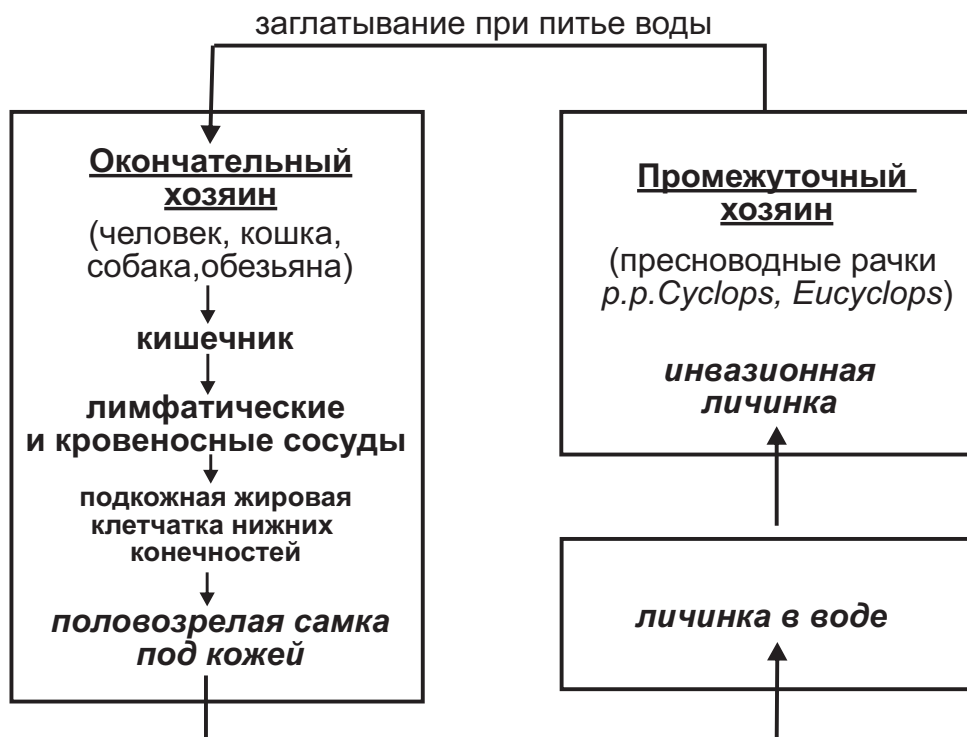 заглатывание при питье воды
Окончательный
хозяин
(человек, кошка,
собака,обезьяна)
кишечник
лимфатические
и кровеносные сосуды
подкожная жировая
клетчатка нижних
конечностей
половозрелая самка
под кожей
Промежуточный
хозяин
(пресноводные рачки
р.р.Cyclops, Eucyclops)
инвазионная
личинка
личинка в воде